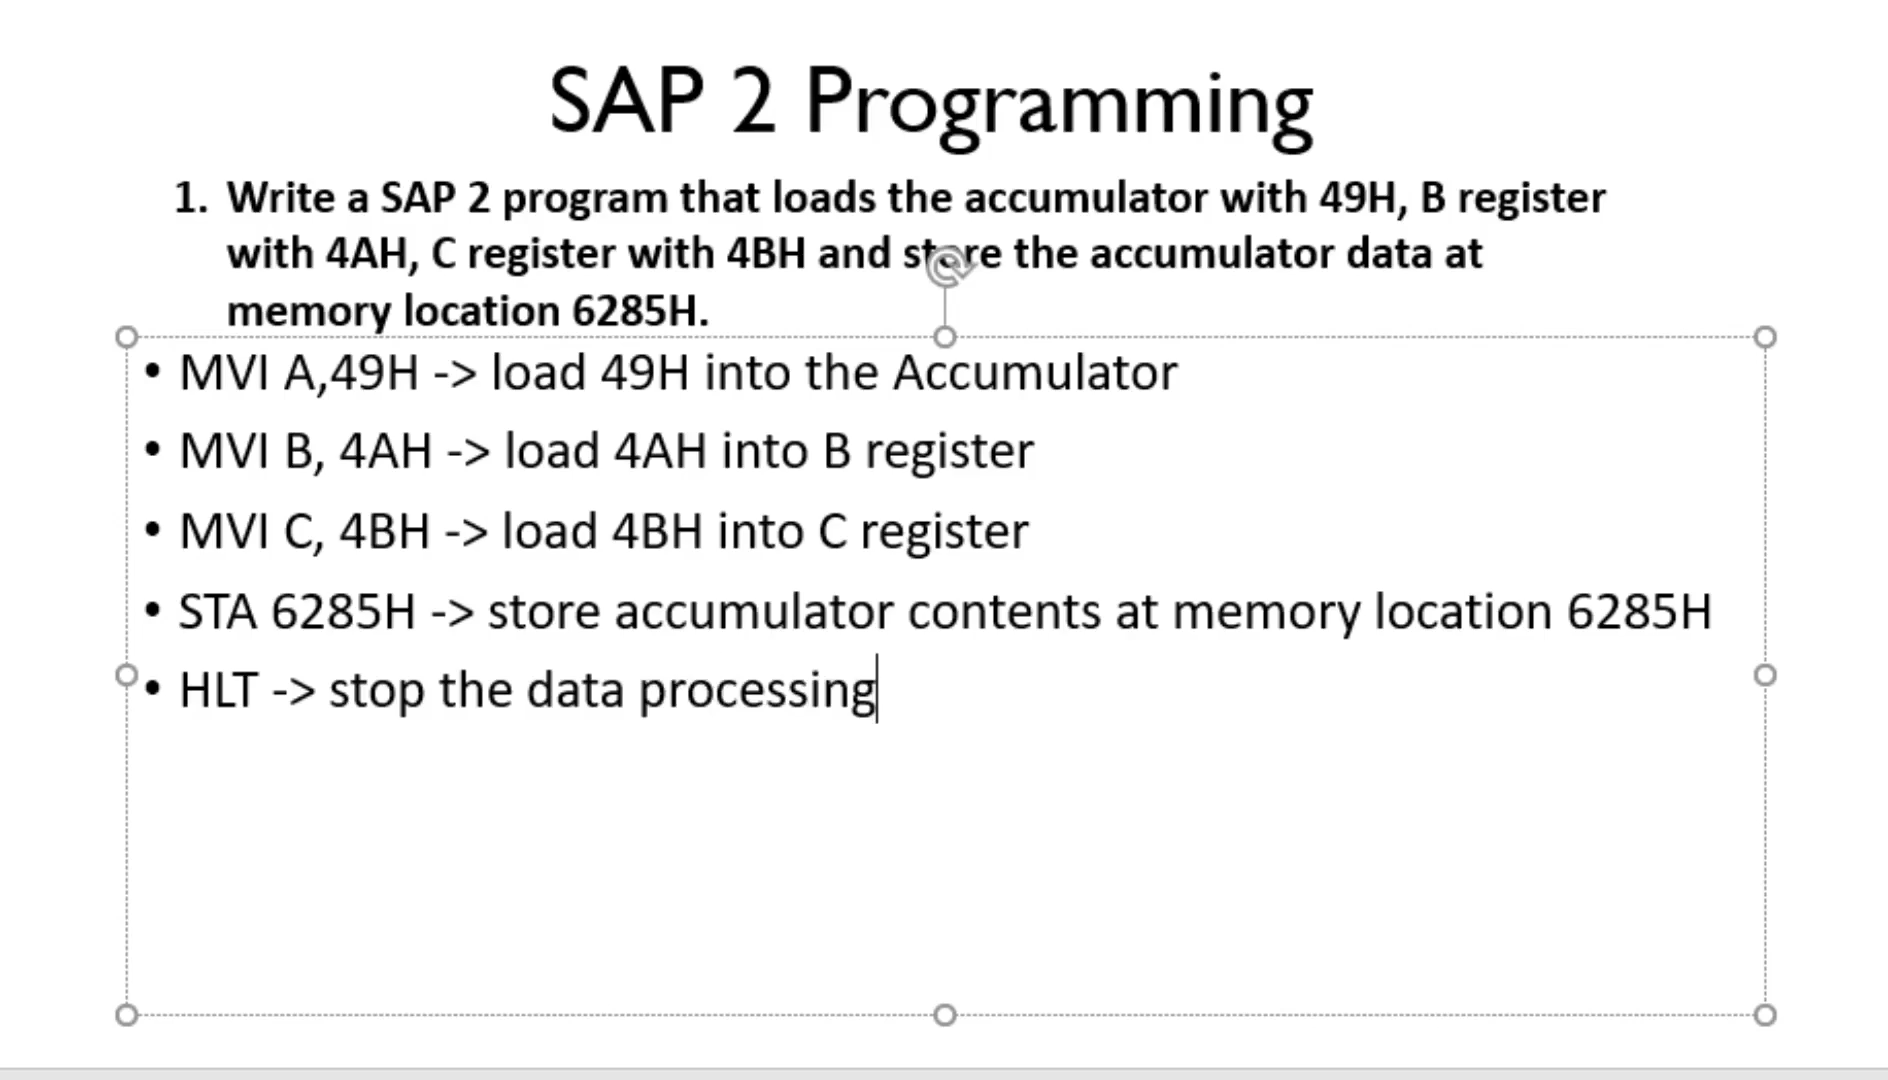 SAP 2 Programming
1. Write a SAP 2 program that loads the accumulator with 49H, B register
with 4AH, C register with 4BH and store the accumulator data at
memory location 6285H.
• MVI A,49H -> load 49H into the Accumulator
• MVI B, 4AH -> load 4AH into B register
• MVI C, 4BH -> load 4BH into C register
• STA 6285H -> store accumulator contents at memory location 6285H
• HLT -> stop the data processing